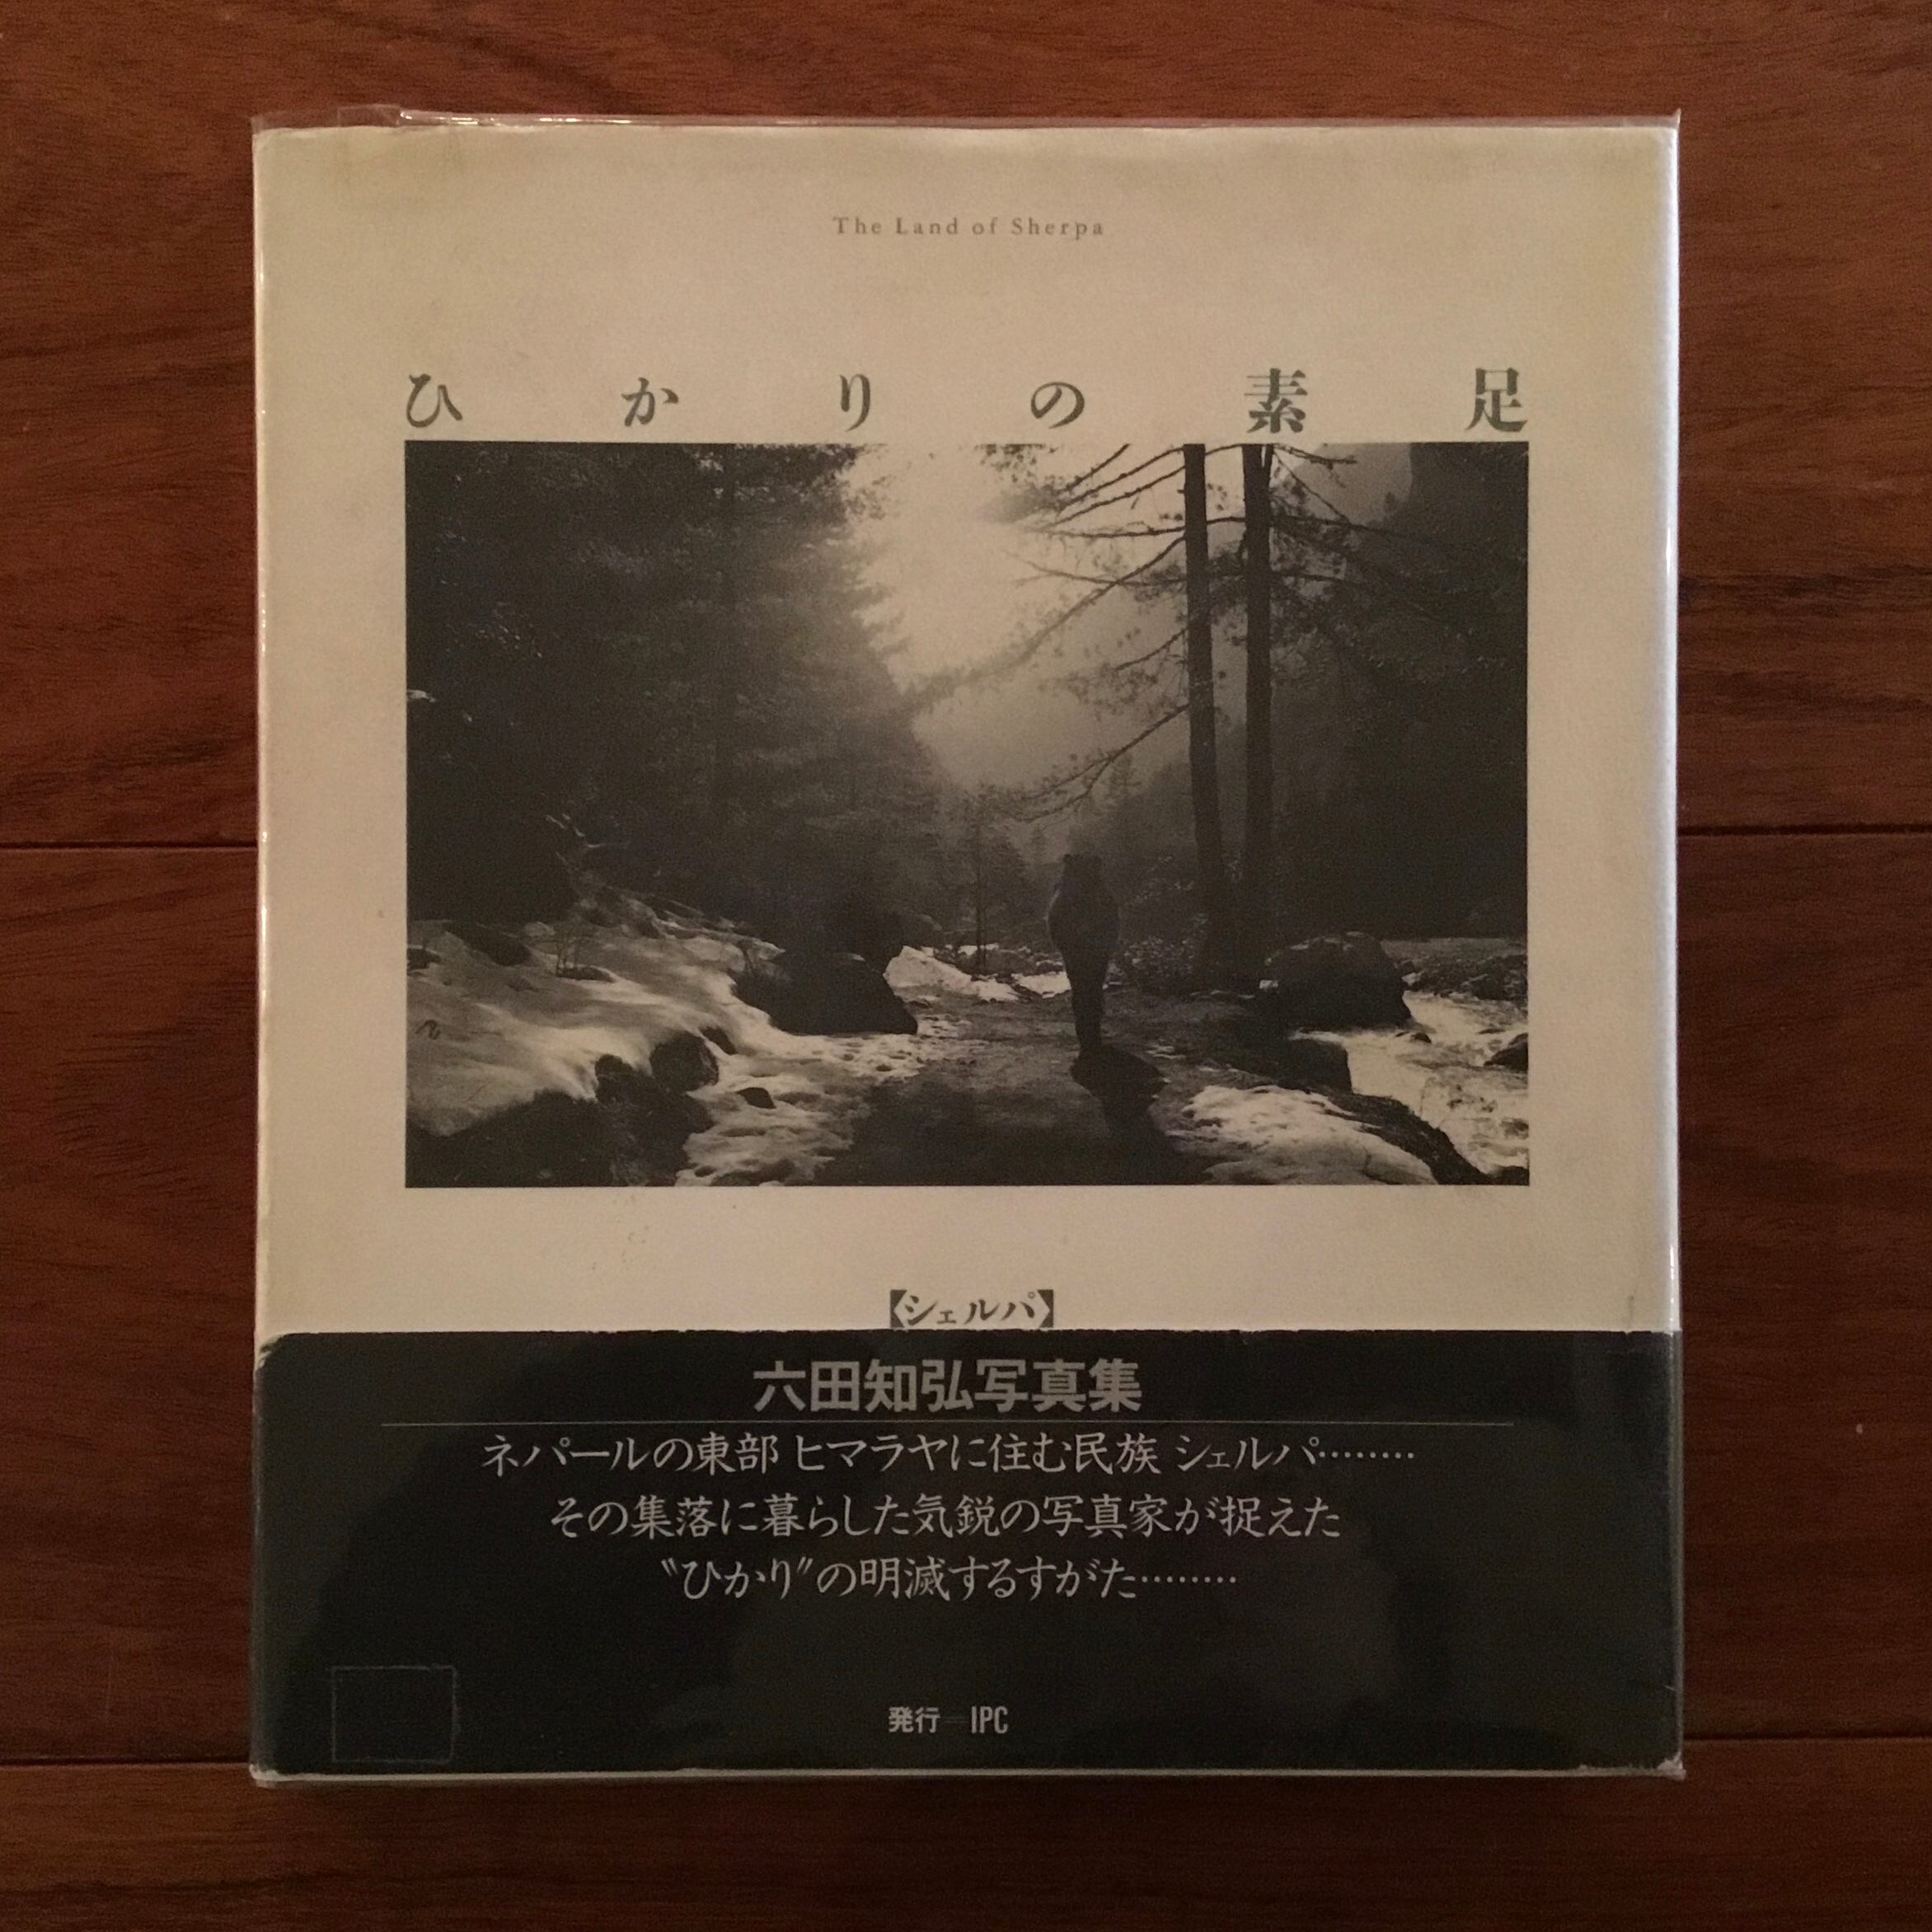 The Land of Sherpa
ひかりの素足
【シェルパ】
六田知弘写真集
ネパールの東部 ヒマラヤに住む民族 シェルパ………
その集落に暮らした気鋭の写真家が捉えた
〝ひかり〟の明滅するすがた………
発行＝IPC